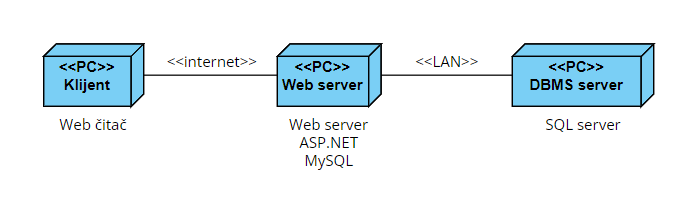 <<PC>>
Klijent
Web čitač
<<internet>>
<<PC>>
Web server
Web server
ASP.NET
MySQL
<<LAN>>
<<PC>>
DBMS server
SQL server